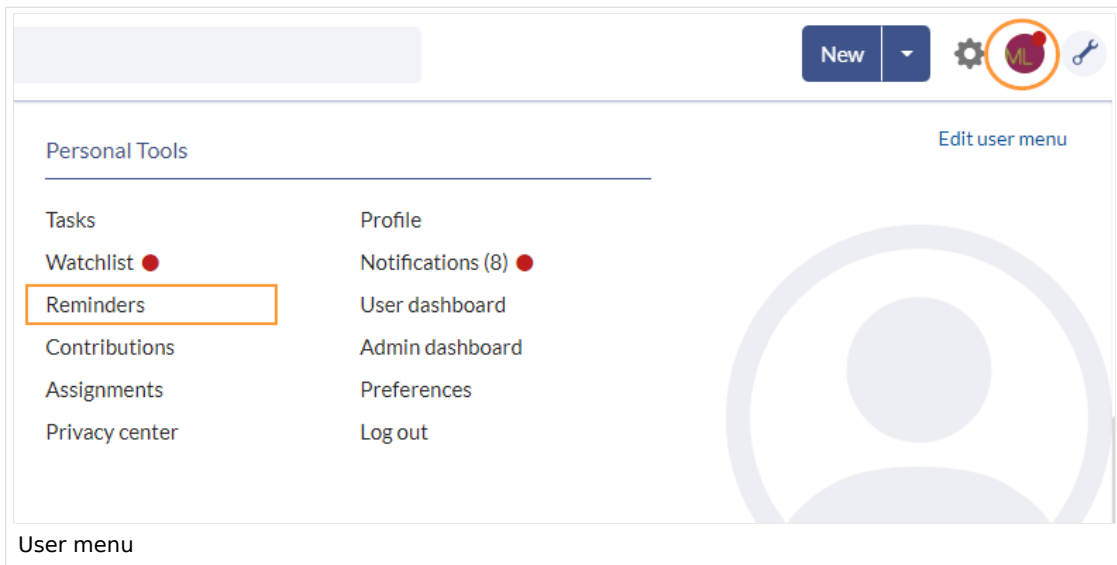 New
ML
Edit user menu
Personal Tools
Tasks
Watchlist
Reminders
Contributions
Assignments
Privacy center
Profile
Notifications (8)
User dashboard
Admin dashboard
Preferences
Log out
User menu